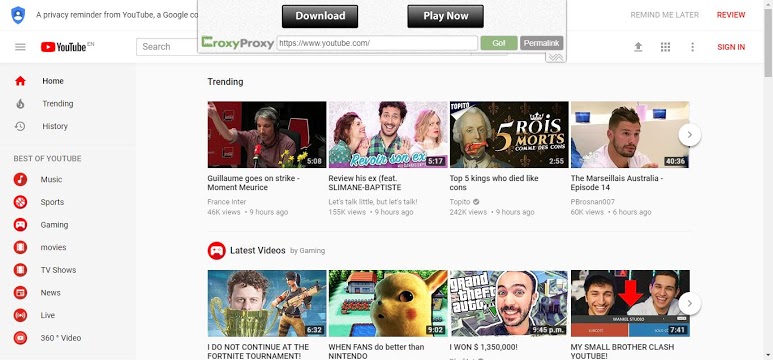 A privacy reminder from YouTube, a Google co
REMIND ME LATER
REVIEW
Download
Play Now
CroxyProxy
https://www.youtube.com/
Go!
Permalink
YouTube EN
Search
SIGN IN
Home
Trending
History
BEST OF YOUTUBE
Music
Sports
Gaming
movies
TV Shows
News
Live
360 ° Video
Trending
5:08
Revoir son ex
5:17
TOPITO
5 ROIS
MORTS
COMME DES CONS
2:55
40:36
Guillaume goes on strike -
Moment Meurice
France Inter
46K views • 9 hours ago
Review his ex (feat.
SLIMANE-BAPTISTE
Let's talk little, but let's talk!
155K views • 9 hours ago
Top 5 kings who died like
cons
Topito
242K views • 9 hours ago
The Marseillais Australia -
Episode 14
PBrosnan007
60K views • 6 hours ago
Latest Videos by Gaming
6:32
9:02
9:45 p.m.
WANKIL STUDIO
7:41
I DO NOT CONTINUE AT THE
FORTNITE TOURNAMENT!
WHEN FANS do better than
NINTENDO
I WON $ 1,350,000!
MY SMALL BROTHER CLASH
YOUTUBE!